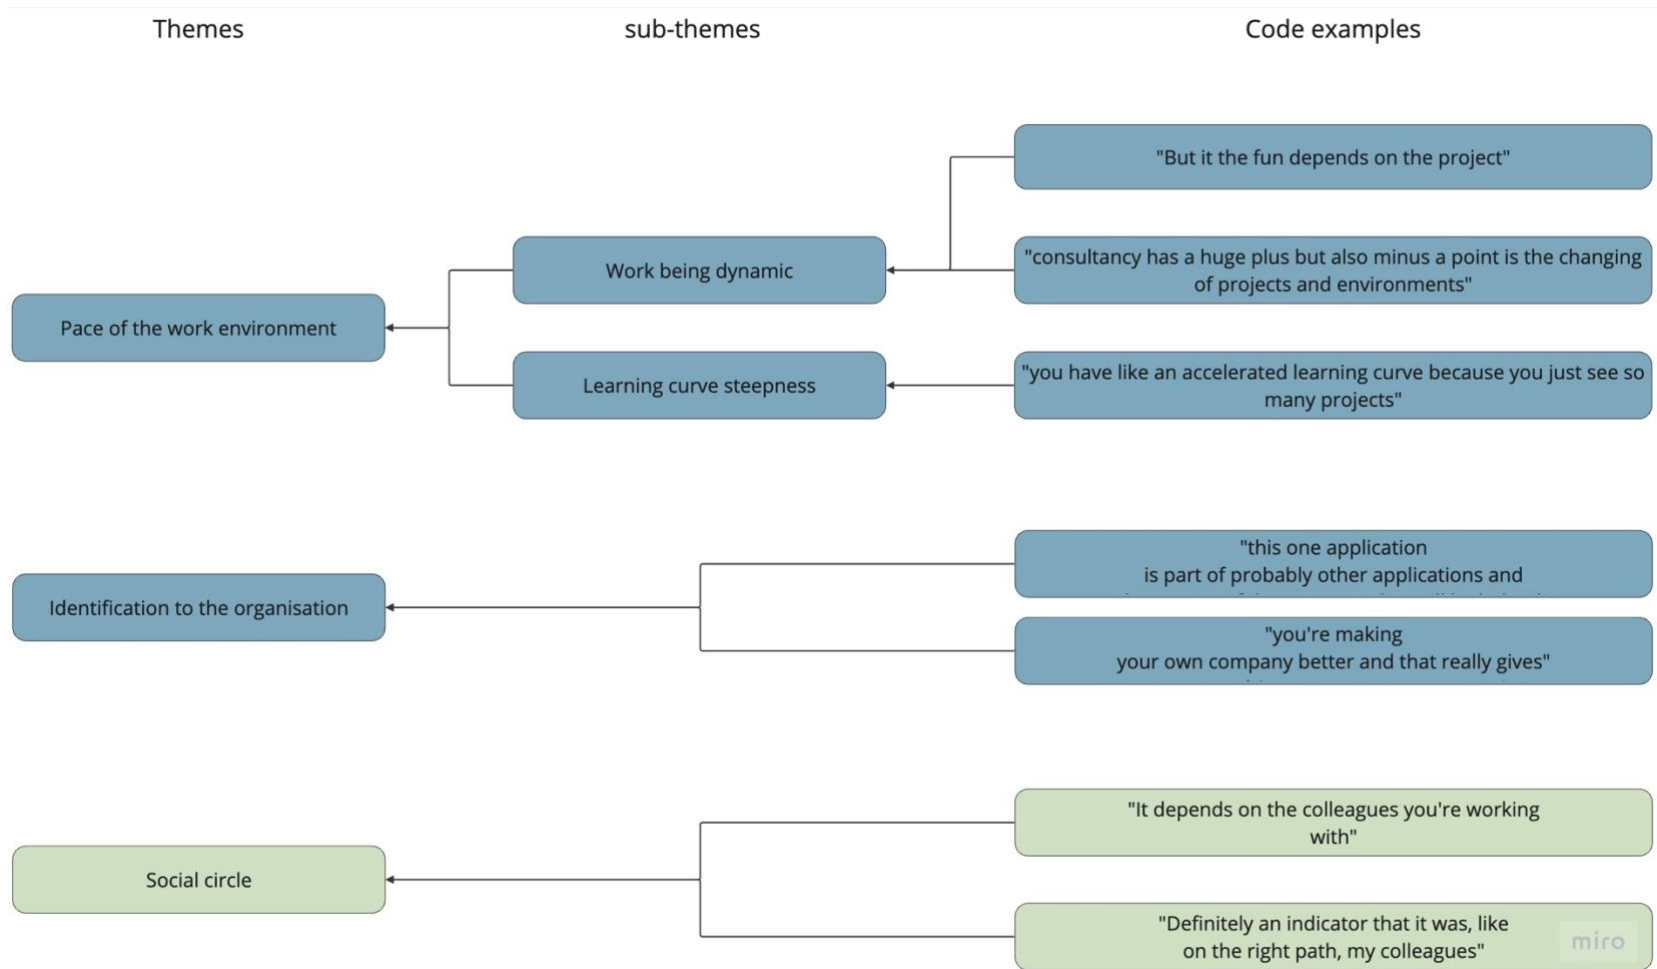 Themes
sub-themes
Code examples
"But it the fun depends on the project"
Work being dynamic
"consultancy has a huge plus but also minus a point is the changing
of projects and environments"
Pace of the work environment
Learning curve steepness
"you have like an accelerated learning curve because you just see so
many projects"
"this one application
is part of probably other applications and
Identification to the organisation
"you're making
your own company better and that really gives"
"It depends on the colleagues you're working
with"
Social circle
"Definitely an indicator that it was, like
on the right path, my colleagues"
miro